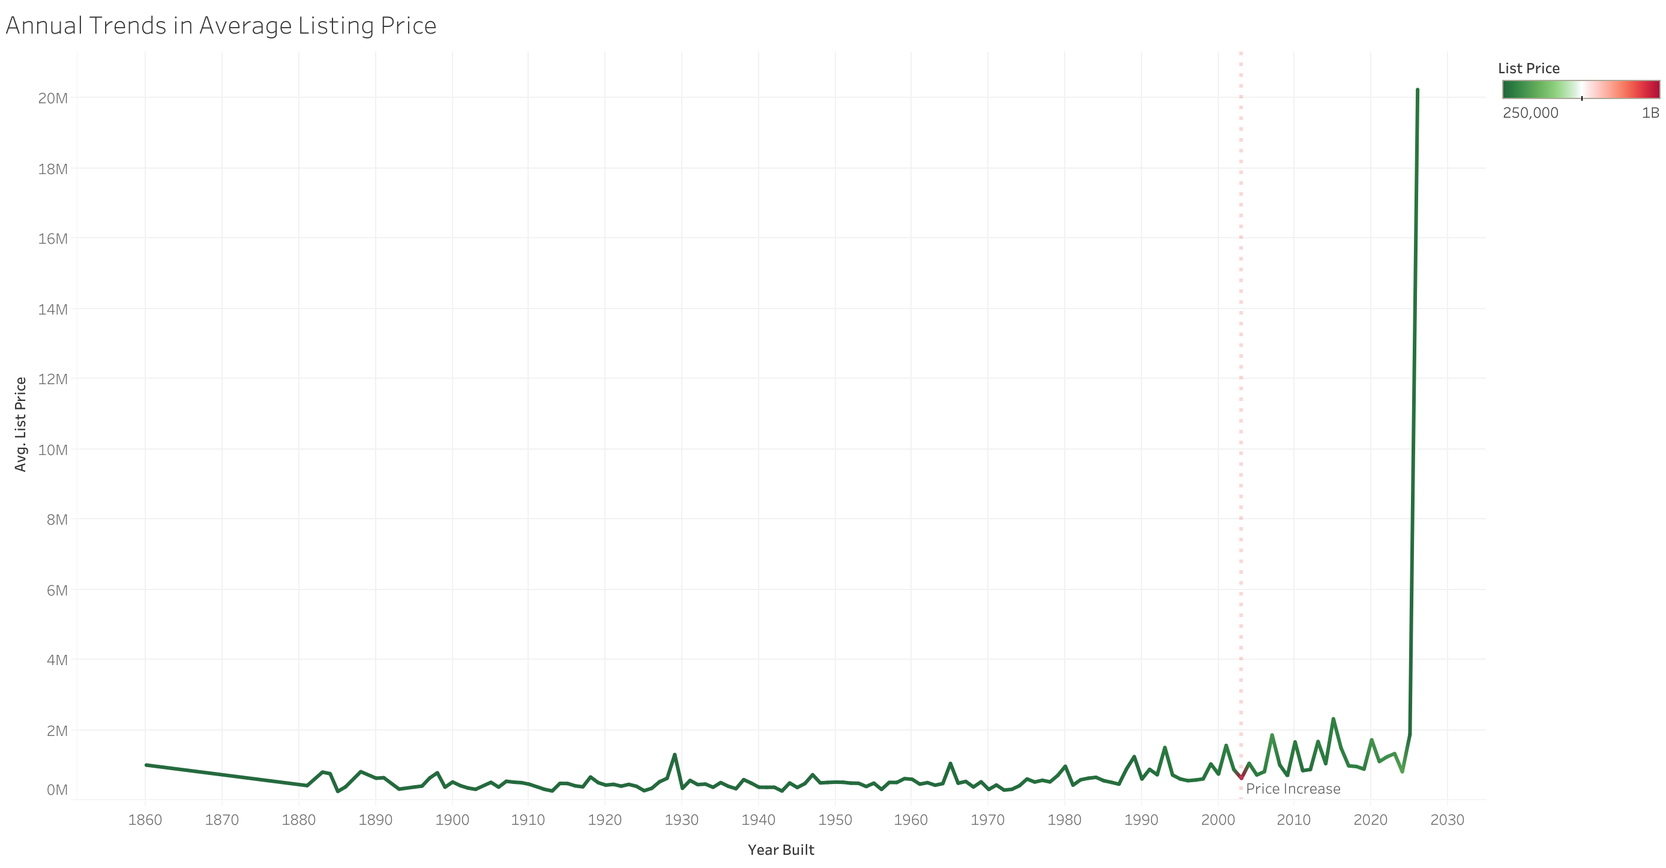 Annual Trends in Average Listing Price
List Price
250,000 1B
20M
18M
16M
14M
12M
10M
8M
6M
4M
2M
0M
Avg. List Price
Price Increase
1860 1870 1880 1890 1900 1910 1920 1930 1940 1950 1960 1970 1980 1990 2000 2010 2020 2030
Year Built